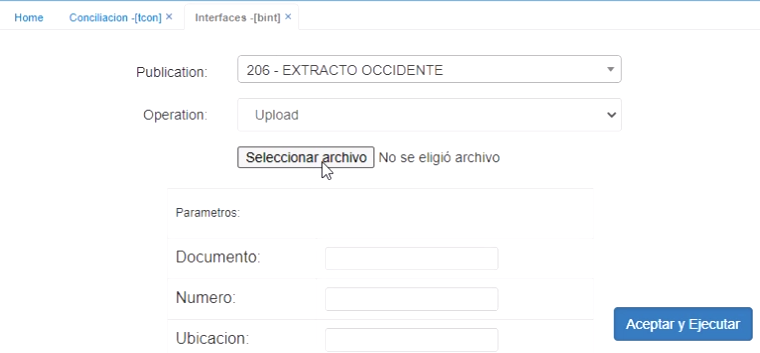 Home Conciliacion -[tcon] × Interfaces -[bint] ×
Publication: 206 - EXTRACTO OCCIDENTE
Operation: Upload
Seleccionar archivo No se eligió archivo
Parametros:
Documento:
Numero:
Aceptar y Ejecutar
Ubicacion: